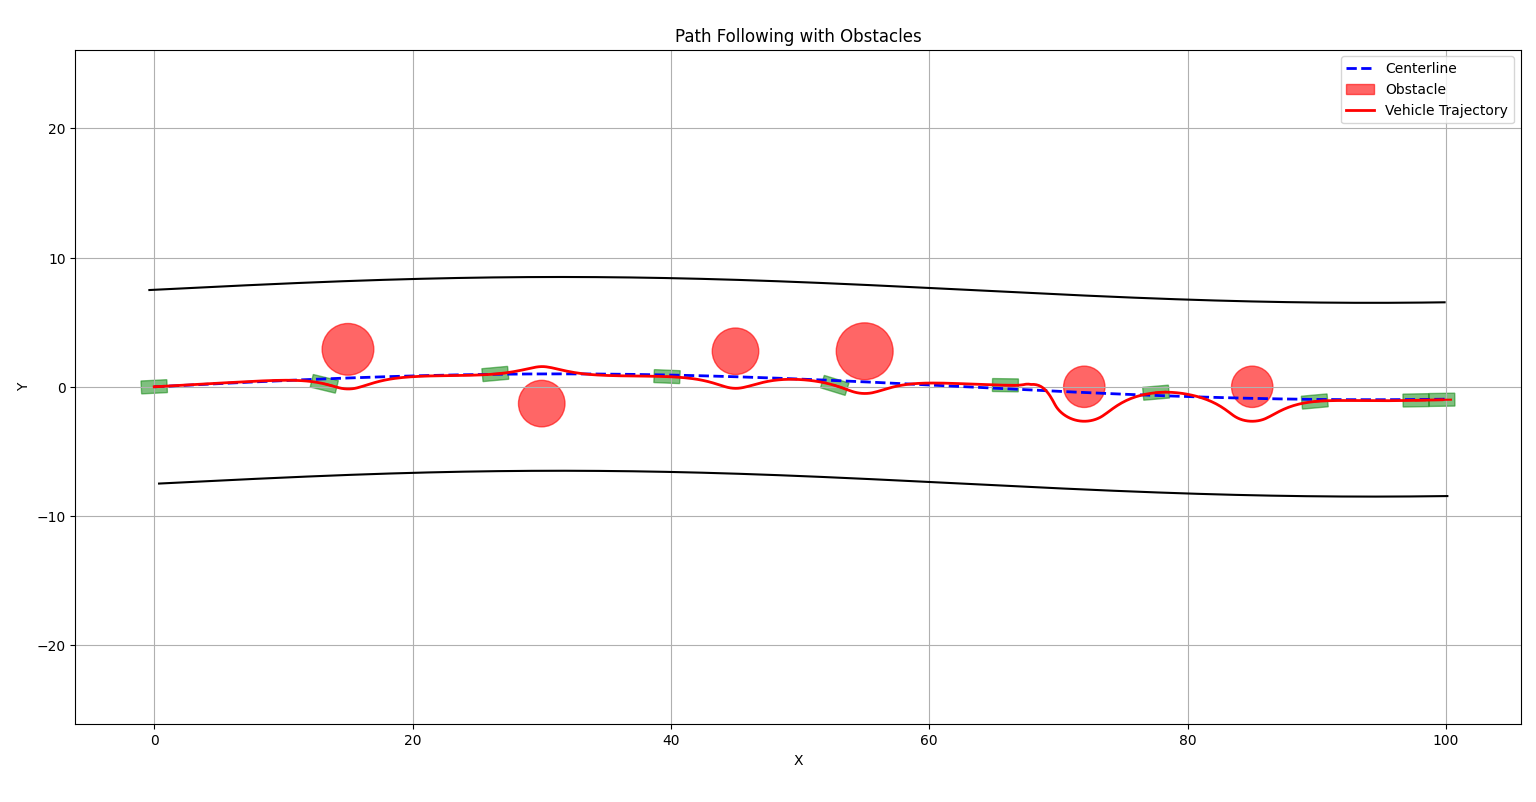 Path Following with Obstacles
Centerline
Obstacle
Vehicle Trajectory
Y
20
10
0
−10
−20
0 20 40 60 80 100
X